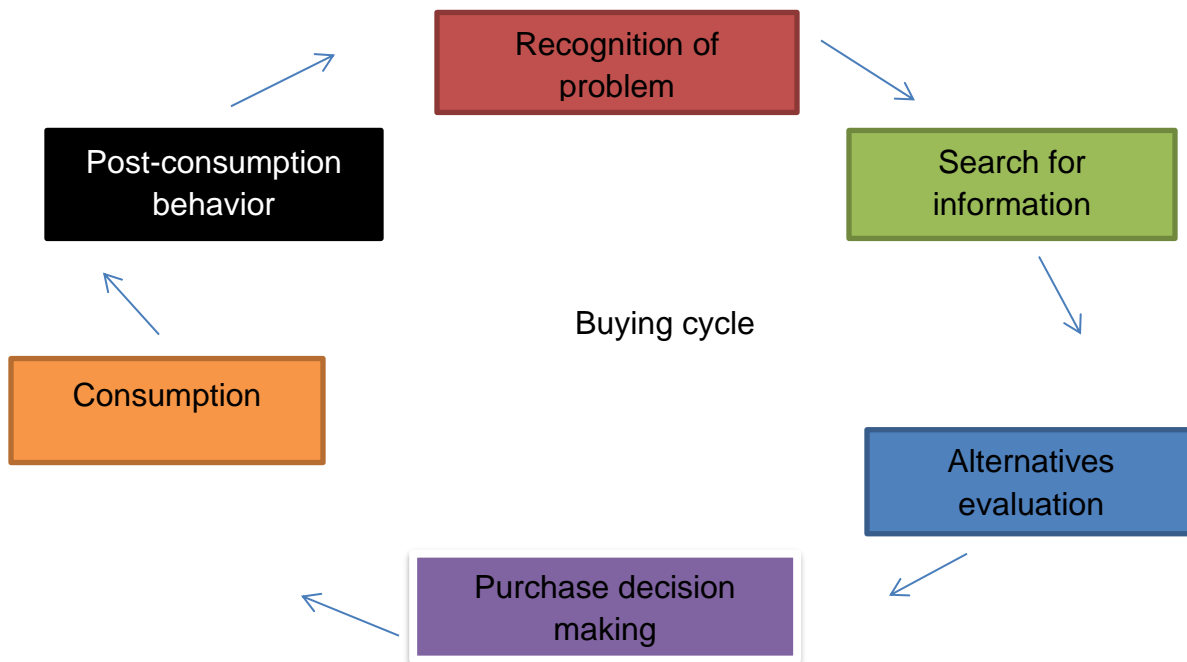 Recognition of
problem
Post-consumption
behavior
Search for
information
Buying cycle
Consumption
Alternatives
evaluation
Purchase decision
making